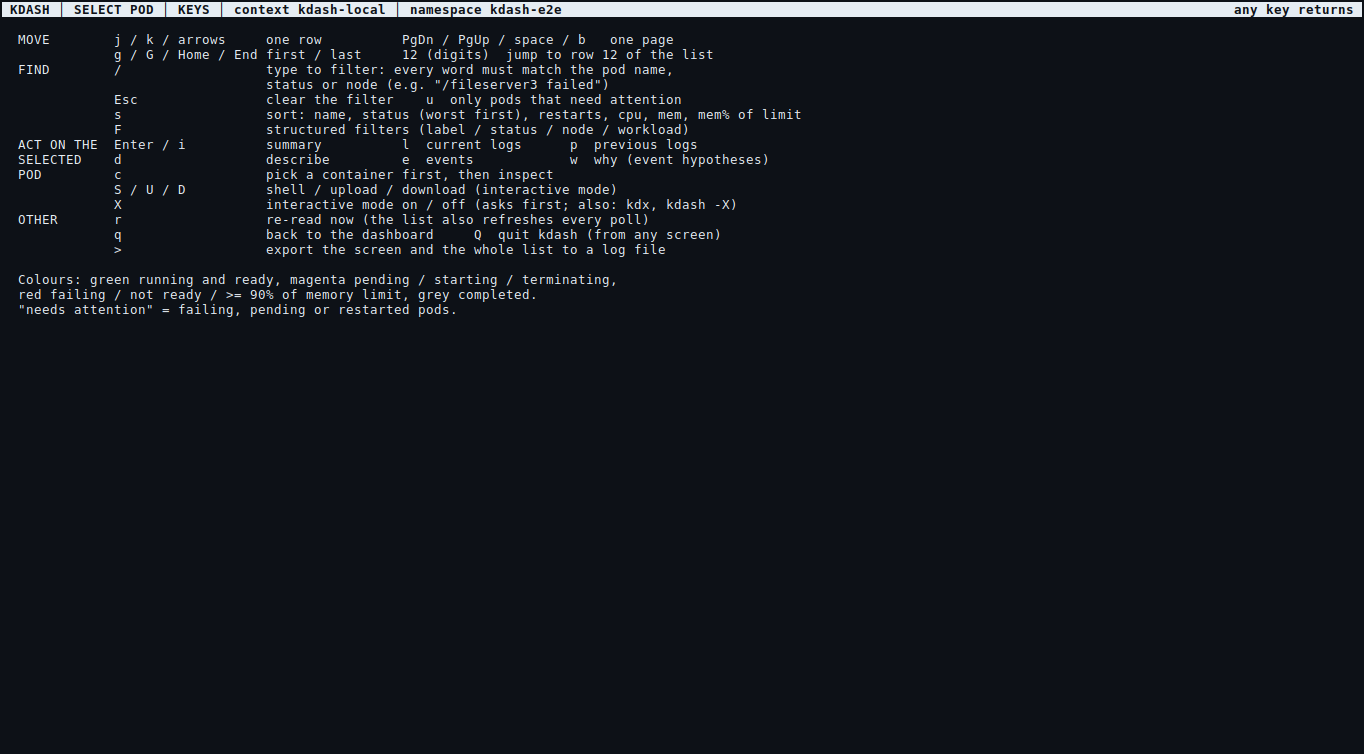 KDASH │ SELECT POD │ KEYS │ context kdash-local │ namespace kdash-e2e any key returns
MOVE j / k / arrows one row PgDn / PgUp / space / b one page
g / G / Home / End first / last 12 (digits) jump to row 12 of the list
FIND / type to filter: every word must match the pod name,
status or node (e.g. "/fileserver3 failed")
Esc clear the filter u only pods that need attention
s sort: name, status (worst first), restarts, cpu, mem, mem% of limit
F structured filters (label / status / node / workload)
ACT ON THE Enter / i summary l current logs p previous logs
SELECTED d describe e events w why (event hypotheses)
POD c pick a container first, then inspect
S / U / D shell / upload / download (interactive mode)
X interactive mode on / off (asks first; also: kdx, kdash -X)
OTHER r re-read now (the list also refreshes every poll)
q back to the dashboard Q quit kdash (from any screen)
> export the screen and the whole list to a log file
Colours: green running and ready, magenta pending / starting / terminating,
red failing / not ready / >= 90% of memory limit, grey completed.
"needs attention" = failing, pending or restarted pods.